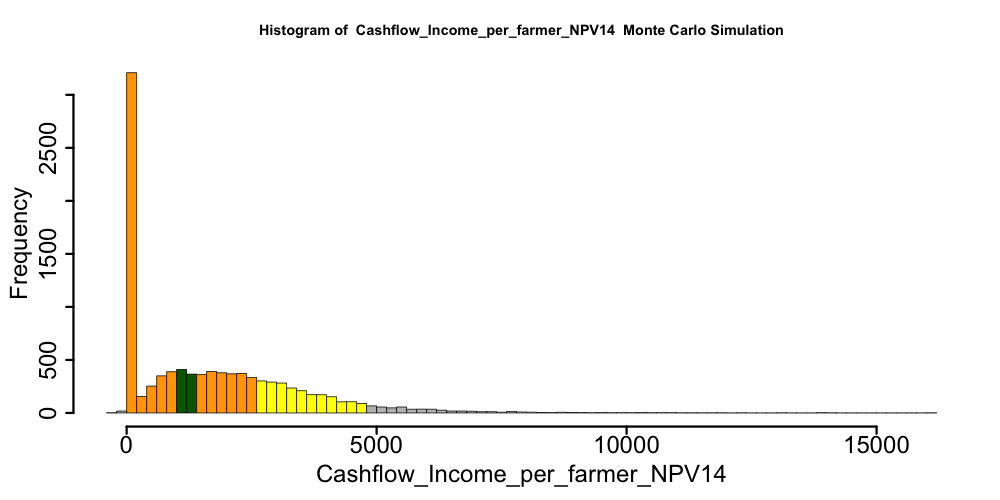 Histogram of Cashflow_Income_per_farmer_NPV14 Monte Carlo Simulation
Frequency
2500
1500
500
0
0 5000 10000 15000
Cashflow_Income_per_farmer_NPV14